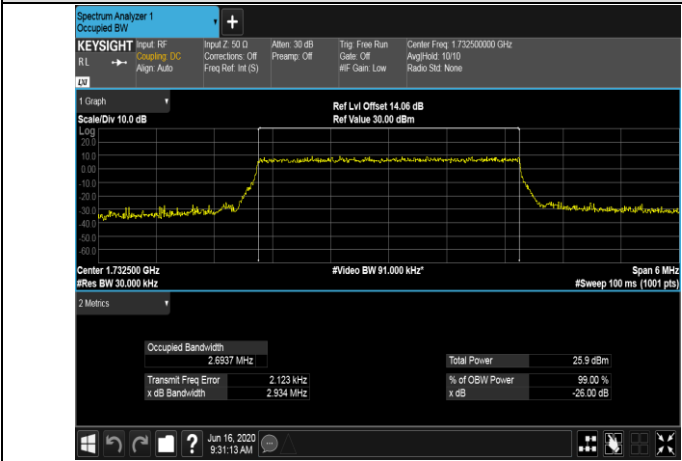 Spectrum Analyzer 1
Occupied BW
+
KEYSIGHT Input: RF Input Z: 50 Ω Atten: 30 dB Trig: Free Run Center Freq: 1.732500000 GHz
RL Coupling: DC Corrections: Off Preamp: Off Gate: Off Avg|Hold: 10/10
Align: Auto Freq Ref: Int (S) #IF Gain: Low Radio Std: None
LXI
1 Graph
Ref Lvl Offset 14.06 dB
Scale/Div 10.0 dB Ref Value 30.00 dBm
Log
20.0
10.0
0.00
-10.0
-20.0
-30.0
-40.0
-50.0
-60.0
Center 1.732500 GHz #Video BW 91.000 kHz* Span 6 MHz
#Res BW 30.000 kHz #Sweep 100 ms (1001 pts)
2 Metrics
Occupied Bandwidth
2.6937 MHz Total Power 25.9 dBm
Transmit Freq Error 2.123 kHz % of OBW Power 99.00 %
x dB Bandwidth 2.934 MHz x dB -26.00 dB
?
Jun 16, 2020
9:31:13 AM